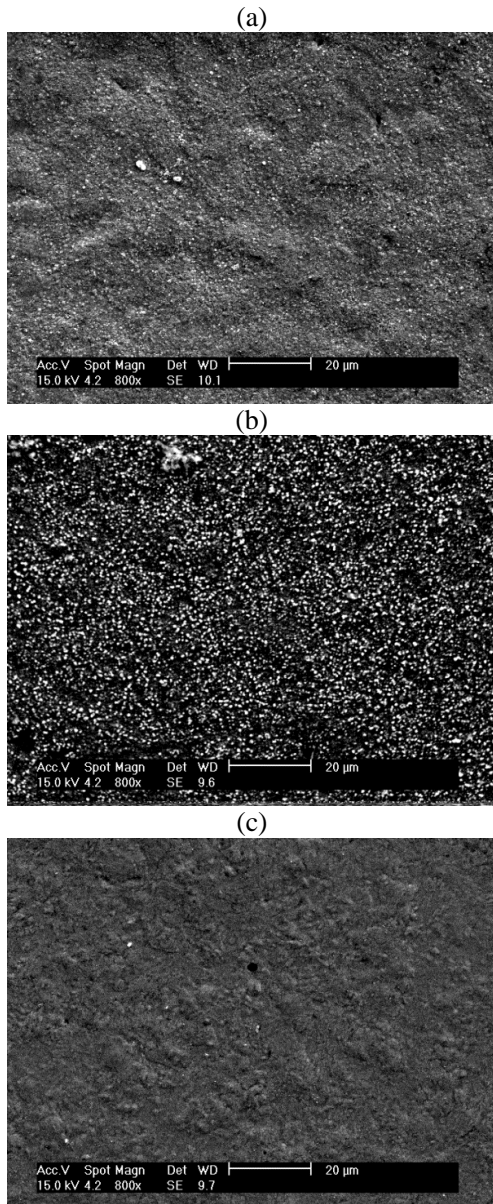 (a)
Acc.V Spot Magn Det WD 20 µm
15.0 kV 4.2 800x SE 10.1
(b)
Acc.V Spot Magn Det WD 20 µm
15.0 kV 4.2 800x SE 9.6
(c)
Acc.V Spot Magn Det WD 20 µm
15.0 kV 4.2 800x SE 9.7